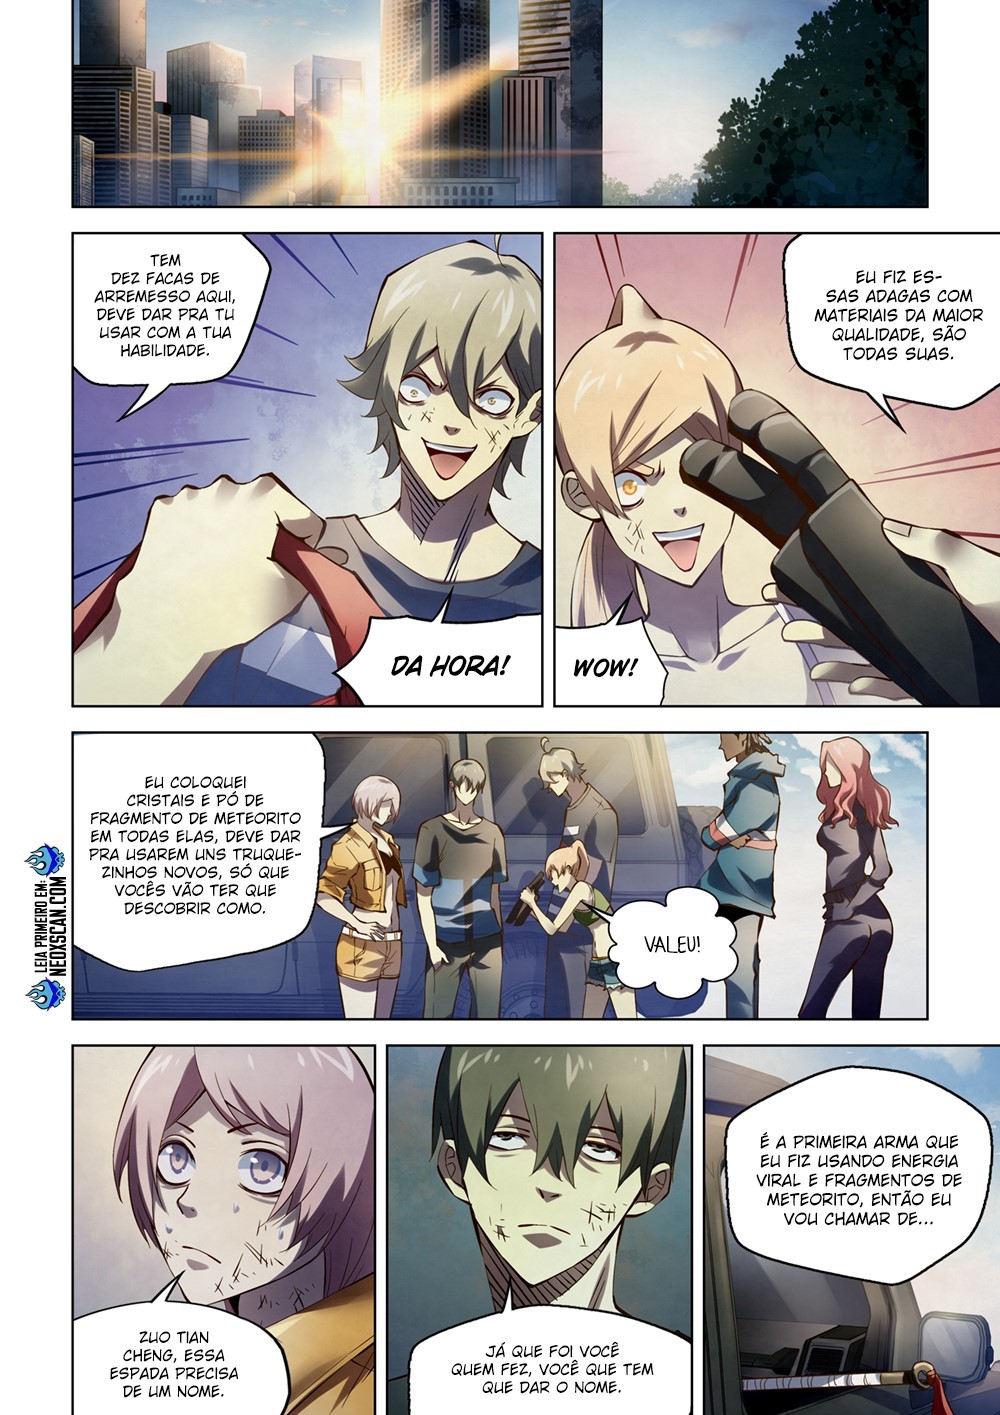 TEM
DEZ FACAS DE
ARREMESSO AQUI,
DEVE DAR PRA TU
USAR COM A TUA
HABILIDADE.
DA HORA!
EU FIZ ES-
SAS ADAGAS COM
MATERIAIS DA MAIOR
QUALIDADE, SÃO
TODAS SUAS.
WOW!
EU COLOQUEI
CRISTAIS E PÓ DE
FRAGMENTO DE METEORITO
EM TODAS ELAS, DEVE DAR
PRA USAREM UNS TRUQUE-
ZINHOS NOVOS, SÓ QUE
VOCÊS VÃO TER QUE
DESCOBRIR COMO.
VALEU!
LEIA PRIMEIRO EM:
NEOXSCAN.COM
ZUO TIAN
CHENG, ESSA
ESPADA PRECISA
DE UM NOME.
JÁ QUE FOI VOCÊ
QUEM FEZ, VOCÊ QUE TEM
QUE DAR O NOME.
É A PRIMEIRA ARMA QUE
EU FIZ USANDO ENERGIA
VIRAL E FRAGMENTOS DE
METEORITO, ENTÃO EU
VOU CHAMAR DE...